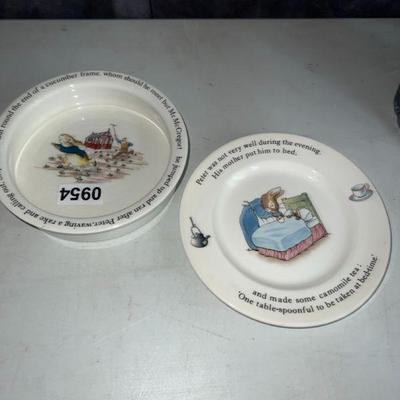 round the end of a cucumber frame, whom should he meet but Mr. McGregor!
he jumped up and ran after Peter, waving a rake and calling out,
0954
Peter was not very well during the evening.
His mother put him to bed,
and made some camomile tea:
'One table-spoonful to be taken at bed-time'